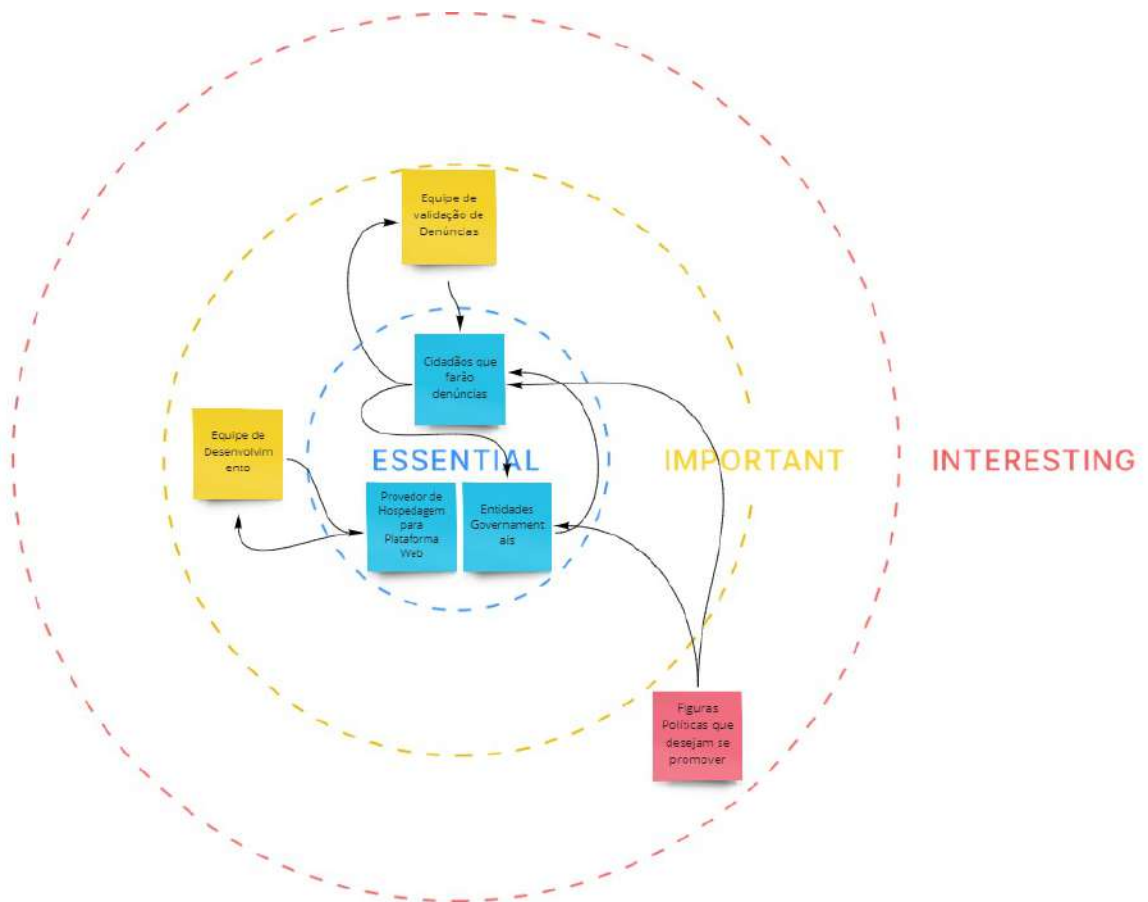 Equipe de
validação de
Denúncias
Cidadãos que
farão
denúncias
Equipe de
Desenvolvim
ento
ESSENTIAL
IMPORTANT
INTERESTING
Provedor de
Hospedagem
para
Plataforma
Web
Entidades
Governament
ais
Figuras
Políticas que
desejam se
promover